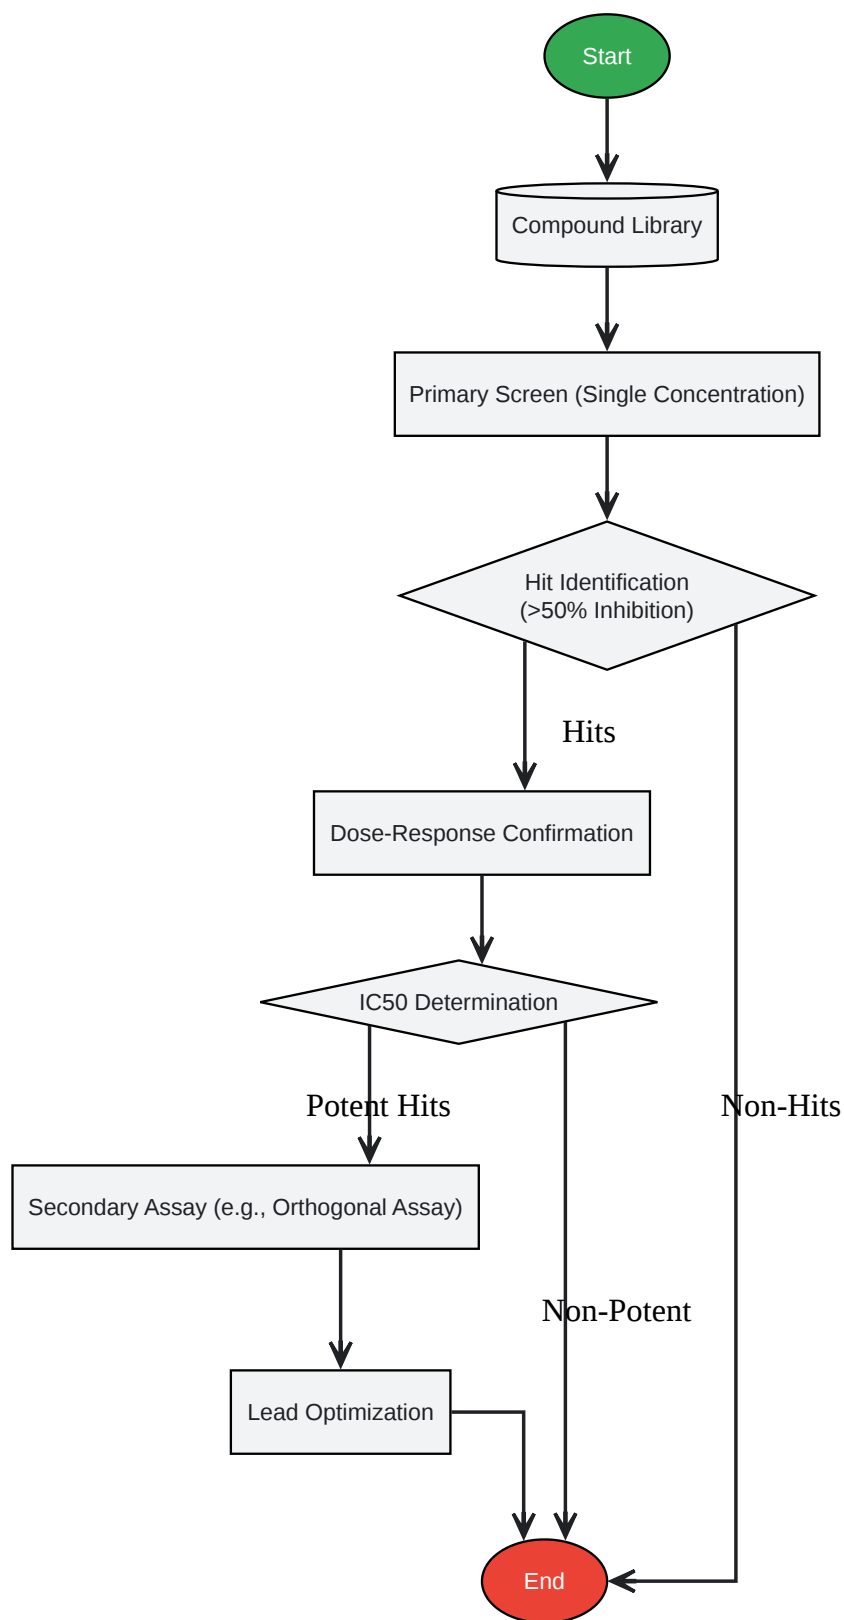 Start
Compound Library
Primary Screen (Single Concentration)
Hit Identification
(>50% Inhibition)
Hits
Dose-Response Confirmation
IC50 Determination
Potent Hits
Non-Hits
Secondary Assay (e.g., Orthogonal Assay)
Non-Potent
Lead Optimization
End